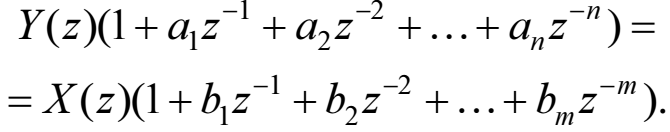 Y(z)(1 + a₁z⁻¹ + a₂z⁻² + … + aₙz⁻ⁿ) =
= X(z)(1 + b₁z⁻¹ + b₂z⁻² + … + bₘz⁻ᵐ).